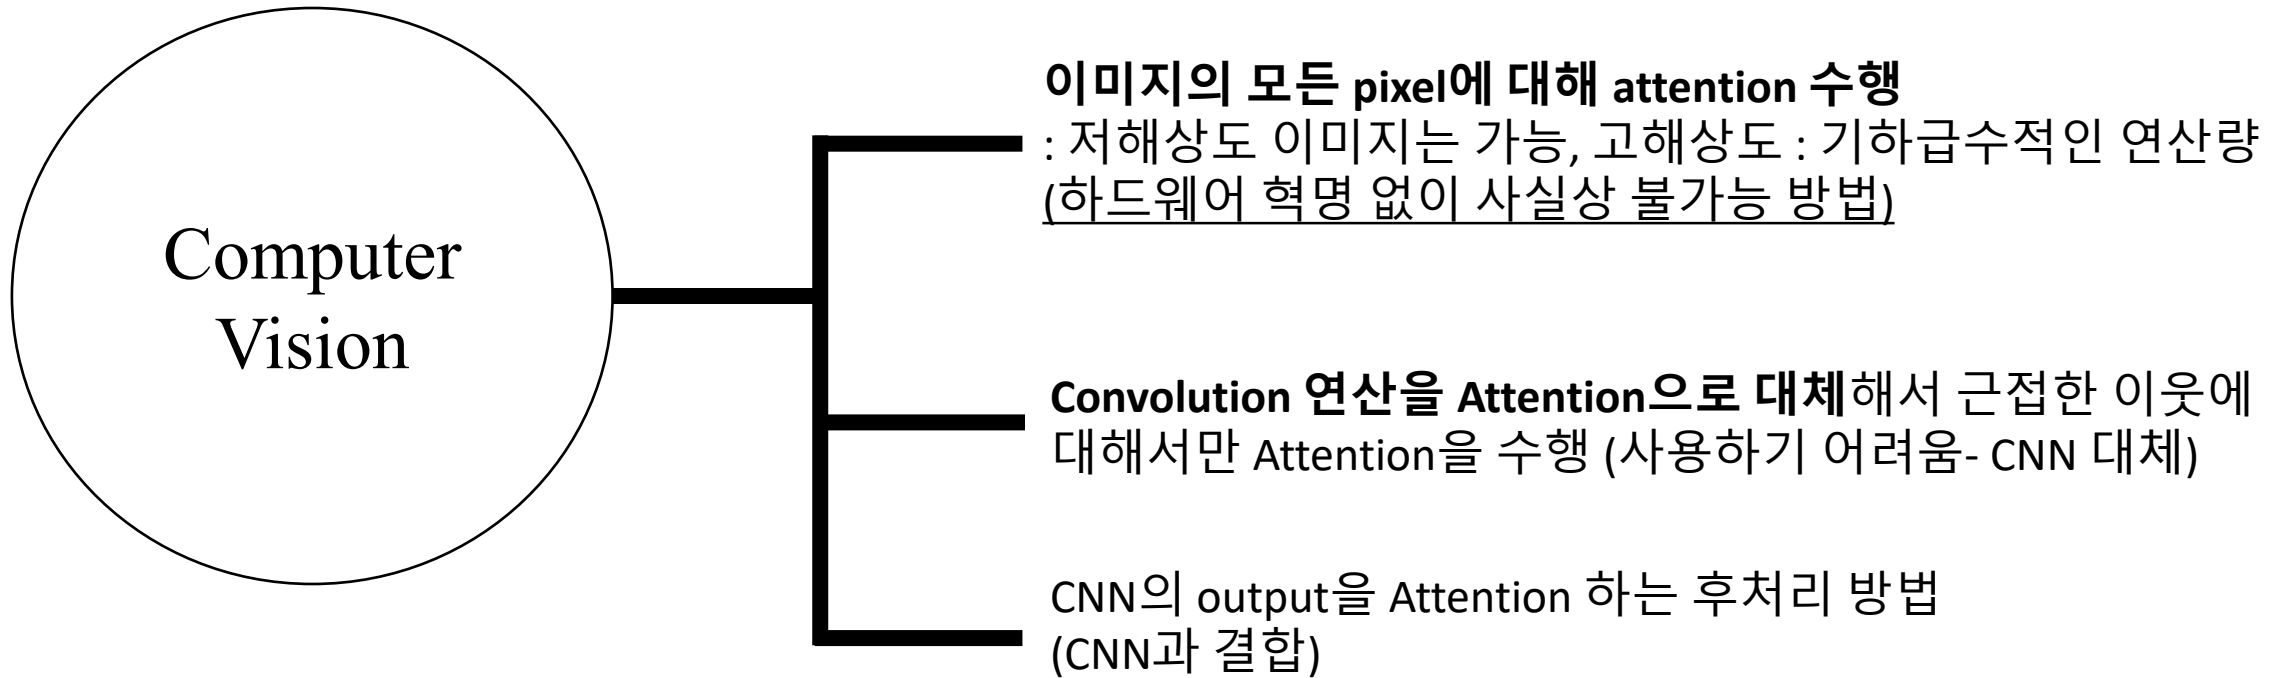 Computer
Vision
이미지의 모든 pixel에 대해 attention 수행
: 저해상도 이미지는 가능, 고해상도 : 기하급수적인 연산량
(하드웨어 혁명 없이 사실상 불가능 방법)
Convolution 연산을 Attention으로 대체해서 근접한 이웃에
대해서만 Attention을 수행 (사용하기 어려움- CNN 대체)
CNN의 output을 Attention 하는 후처리 방법
(CNN과 결합)